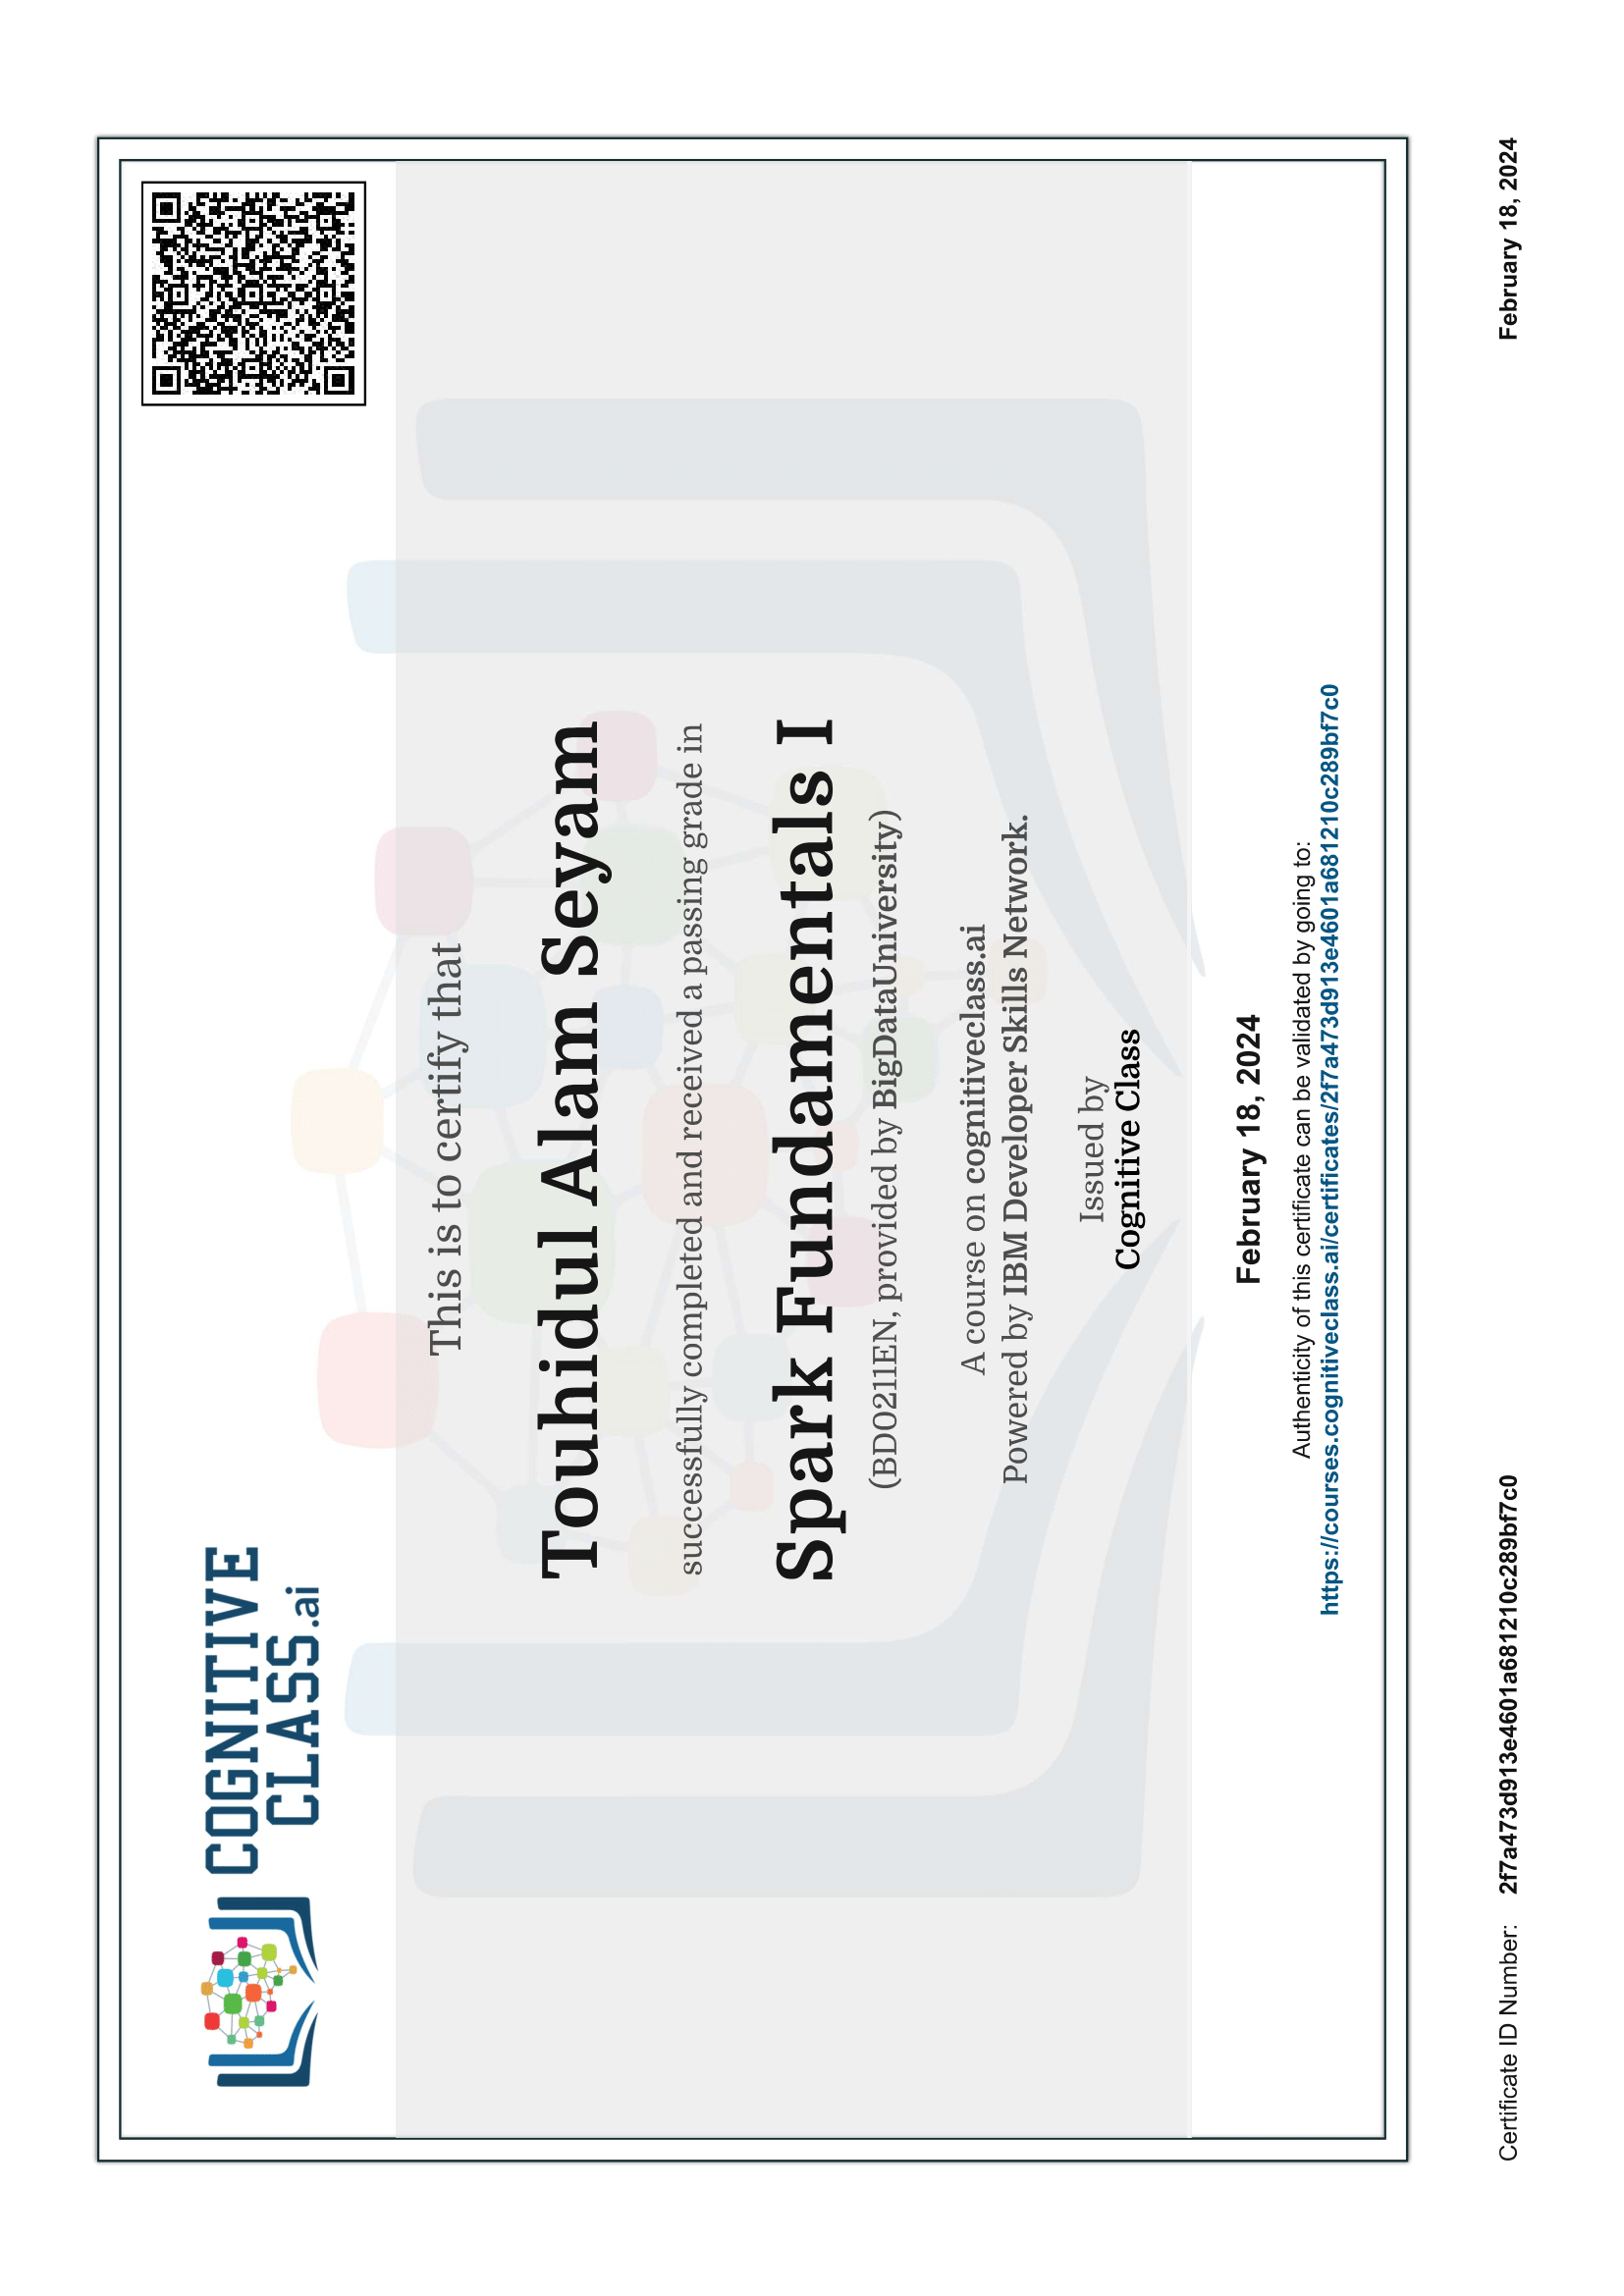 COGNITIVE
CLASS.ai
This is to certify that
Touhidul Alam Seyam
successfully completed and received a passing grade in
Spark Fundamentals I
(BD0211EN, provided by BigDataUniversity)
A course on cognitiveclass.ai
Powered by IBM Developer Skills Network.
Issued by
Cognitive Class
February 18, 2024
Authenticity of this certificate can be validated by going to:
https://courses.cognitiveclass.ai/certificates/2f7a473d913e4601a681210c289bf7c0
Certificate ID Number: 2f7a473d913e4601a681210c289bf7c0
February 18, 2024